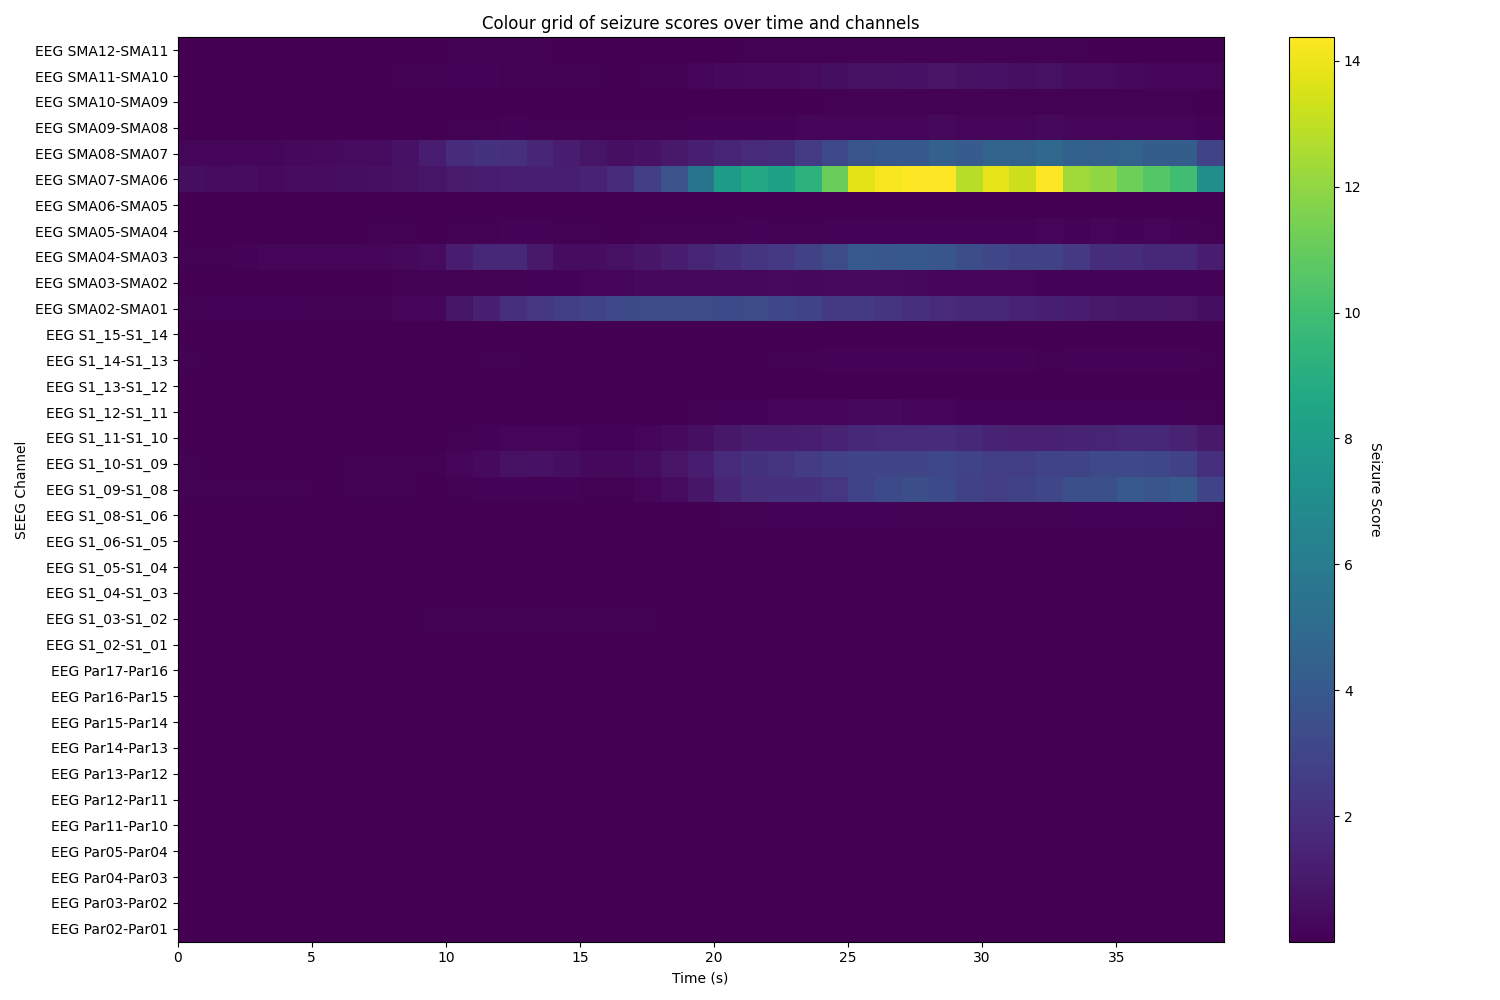 Colour grid of seizure scores over time and channels
EEG SMA12-SMA11
EEG SMA11-SMA10
EEG SMA10-SMA09
EEG SMA09-SMA08
EEG SMA08-SMA07
EEG SMA07-SMA06
EEG SMA06-SMA05
EEG SMA05-SMA04
EEG SMA04-SMA03
EEG SMA03-SMA02
EEG SMA02-SMA01
EEG S1_15-S1_14
EEG S1_14-S1_13
EEG S1_13-S1_12
EEG S1_12-S1_11
EEG S1_11-S1_10
EEG S1_10-S1_09
EEG S1_09-S1_08
EEG S1_08-S1_06
EEG S1_06-S1_05
EEG S1_05-S1_04
EEG S1_04-S1_03
EEG S1_03-S1_02
EEG S1_02-S1_01
EEG Par17-Par16
EEG Par16-Par15
EEG Par15-Par14
EEG Par14-Par13
EEG Par13-Par12
EEG Par12-Par11
EEG Par11-Par10
EEG Par05-Par04
EEG Par04-Par03
EEG Par03-Par02
EEG Par02-Par01
SEEG Channel
0 5 10 15 20 25 30 35
Time (s)
14
12
10
8
6
4
2
Seizure Score